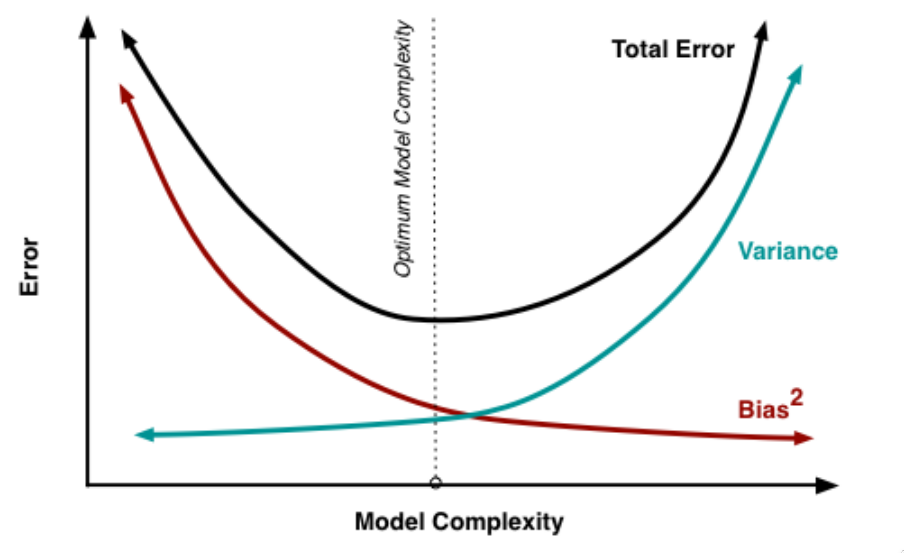 Total Error
Optimum Model Complexity
Variance
Error
Bias²
Model Complexity